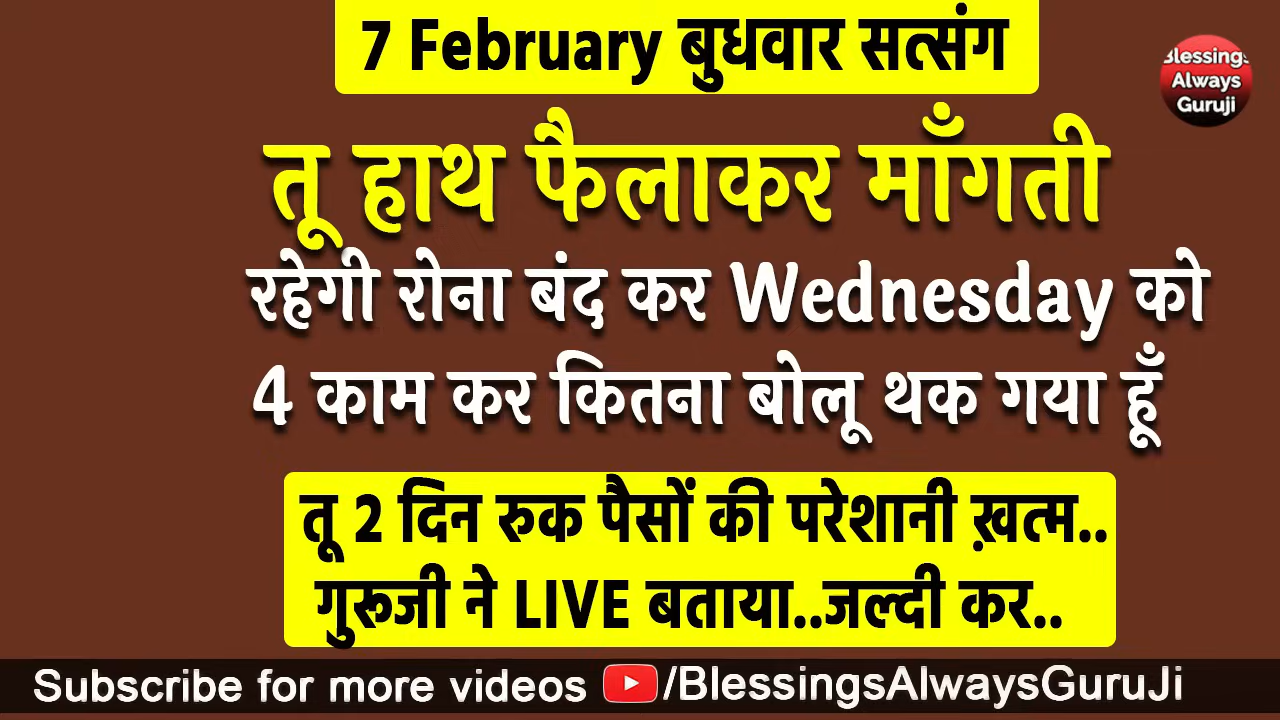 7 February बुधवार सत्संग
Blessings
Always
Guruji
तू हाथ फैलाकर माँगती
रहेगी रोना बंद कर Wednesday को
4 काम कर कितना बोलू थक गया हूँ
तू 2 दिन रुक पैसों की परेशानी ख़त्म..
गुरूजी ने LIVE बताया..जल्दी कर..
Subscribe for more videos /BlessingsAlwaysGuruJi